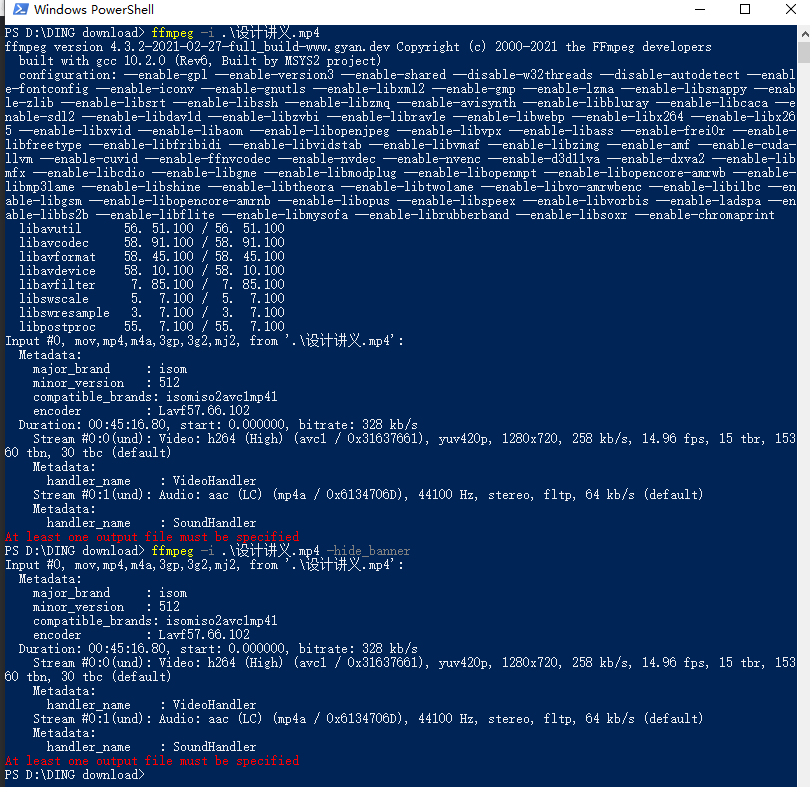 Windows PowerShell
PS D:\DING download> ffmpeg -i .\设计讲义.mp4
ffmpeg version 4.3.2-2021-02-27-full_build-www.gyan.dev Copyright (c) 2000-2021 the FFmpeg developers
  built with gcc 10.2.0 (Rev6, Built by MSYS2 project)
  configuration: --enable-gpl --enable-version3 --enable-shared --disable-w32threads --disable-autodetect --enabl
e-fontconfig --enable-iconv --enable-gnutls --enable-libxml2 --enable-gmp --enable-lzma --enable-libsnappy --enab
le-zlib --enable-libsrt --enable-libssh --enable-libzmq --enable-avisynth --enable-libbluray --enable-libcaca --e
nable-sdl2 --enable-libdav1d --enable-libzvbi --enable-librav1e --enable-libwebp --enable-libx264 --enable-libx26
5 --enable-libxvid --enable-libaom --enable-libopenjpeg --enable-libvpx --enable-libass --enable-frei0r --enable-
libfreetype --enable-libfribidi --enable-libvidstab --enable-libvmaf --enable-libzimg --enable-amf --enable-cuda-
llvm --enable-cuvid --enable-ffnvcodec --enable-nvdec --enable-nvenc --enable-d3d11va --enable-dxva2 --enable-lib
mfx --enable-libcdio --enable-libgme --enable-libmodplug --enable-libopenmpt --enable-libopencore-amrwb --enable-
libmp3lame --enable-libshine --enable-libtheora --enable-libtwolame --enable-libvo-amrwbenc --enable-libilbc --en
able-libgsm --enable-libopencore-amrnb --enable-libopus --enable-libspeex --enable-libvorbis --enable-ladspa --en
able-libbs2b --enable-libflite --enable-libmysofa --enable-librubberband --enable-libsoxr --enable-chromaprint
  libavutil      56. 51.100 / 56. 51.100
  libavcodec     58. 91.100 / 58. 91.100
  libavformat    58. 45.100 / 58. 45.100
  libavdevice    58. 10.100 / 58. 10.100
  libavfilter     7. 85.100 /  7. 85.100
  libswscale      5.  7.100 /  5.  7.100
  libswresample   3.  7.100 /  3.  7.100
  libpostproc    55.  7.100 / 55.  7.100
Input #0, mov,mp4,m4a,3gp,3g2,mj2, from '.\设计讲义.mp4':
  Metadata:
    major_brand     : isom
    minor_version   : 512
    compatible_brands: isomiso2avc1mp41
    encoder         : Lavf57.66.102
  Duration: 00:45:16.80, start: 0.000000, bitrate: 328 kb/s
    Stream #0:0(und): Video: h264 (High) (avc1 / 0x31637661), yuv420p, 1280x720, 258 kb/s, 14.96 fps, 15 tbr, 153
60 tbn, 30 tbc (default)
    Metadata:
      handler_name    : VideoHandler
    Stream #0:1(und): Audio: aac (LC) (mp4a / 0x6134706D), 44100 Hz, stereo, fltp, 64 kb/s (default)
    Metadata:
      handler_name    : SoundHandler
At least one output file must be specified
PS D:\DING download> ffmpeg -i .\设计讲义.mp4 -hide_banner
Input #0, mov,mp4,m4a,3gp,3g2,mj2, from '.\设计讲义.mp4':
  Metadata:
    major_brand     : isom
    minor_version   : 512
    compatible_brands: isomiso2avc1mp41
    encoder         : Lavf57.66.102
  Duration: 00:45:16.80, start: 0.000000, bitrate: 328 kb/s
    Stream #0:0(und): Video: h264 (High) (avc1 / 0x31637661), yuv420p, 1280x720, 258 kb/s, 14.96 fps, 15 tbr, 153
60 tbn, 30 tbc (default)
    Metadata:
      handler_name    : VideoHandler
    Stream #0:1(und): Audio: aac (LC) (mp4a / 0x6134706D), 44100 Hz, stereo, fltp, 64 kb/s (default)
    Metadata:
      handler_name    : SoundHandler
At least one output file must be specified
PS D:\DING download>